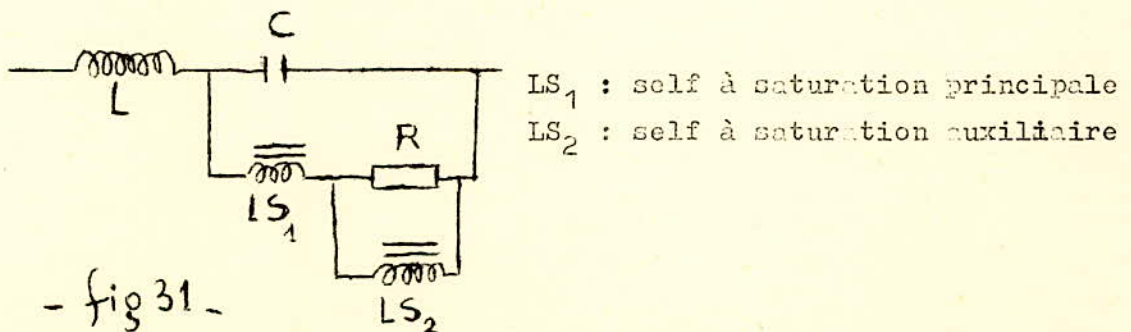 C
L
LS₁ : self à saturation principale
LS₂ : self à saturation auxiliaire
R
LS₁
LS₂
- fig 31 -